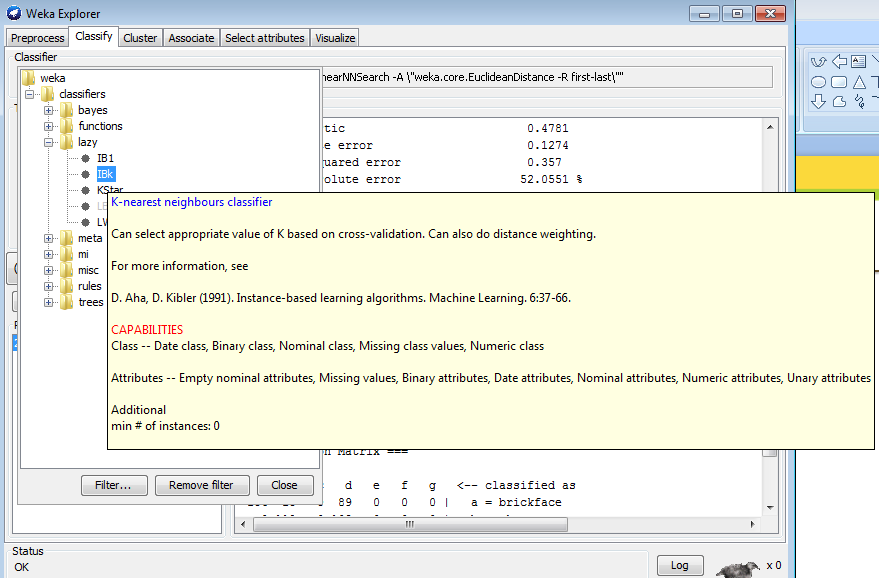 Weka Explorer
Preprocess Classify Cluster Associate Select attributes Visualize
Classifier
nearNNSearch -A \"weka.core.EuclideanDistance -R first-last\""
weka
classifiers
bayes
functions
lazy
IB1
IBk
KStar
meta
mi
misc
rules
trees
tic 0.4781
e error 0.1274
uared error 0.357
olute error 52.0551 %
K-nearest neighbours classifier
Can select appropriate value of K based on cross-validation. Can also do distance weighting.
For more information, see
D. Aha, D. Kibler (1991). Instance-based learning algorithms. Machine Learning. 6:37-66.
CAPABILITIES
Class -- Date class, Binary class, Nominal class, Missing class values, Numeric class
Attributes -- Empty nominal attributes, Missing values, Binary attributes, Date attributes, Nominal attributes, Numeric attributes, Unary attributes
Additional
min # of instances: 0
n Matrix ===
d e f g <-- classified as
89 0 0 0 | a = brickface
Filter... Remove filter Close
Status
OK
Log
x 0